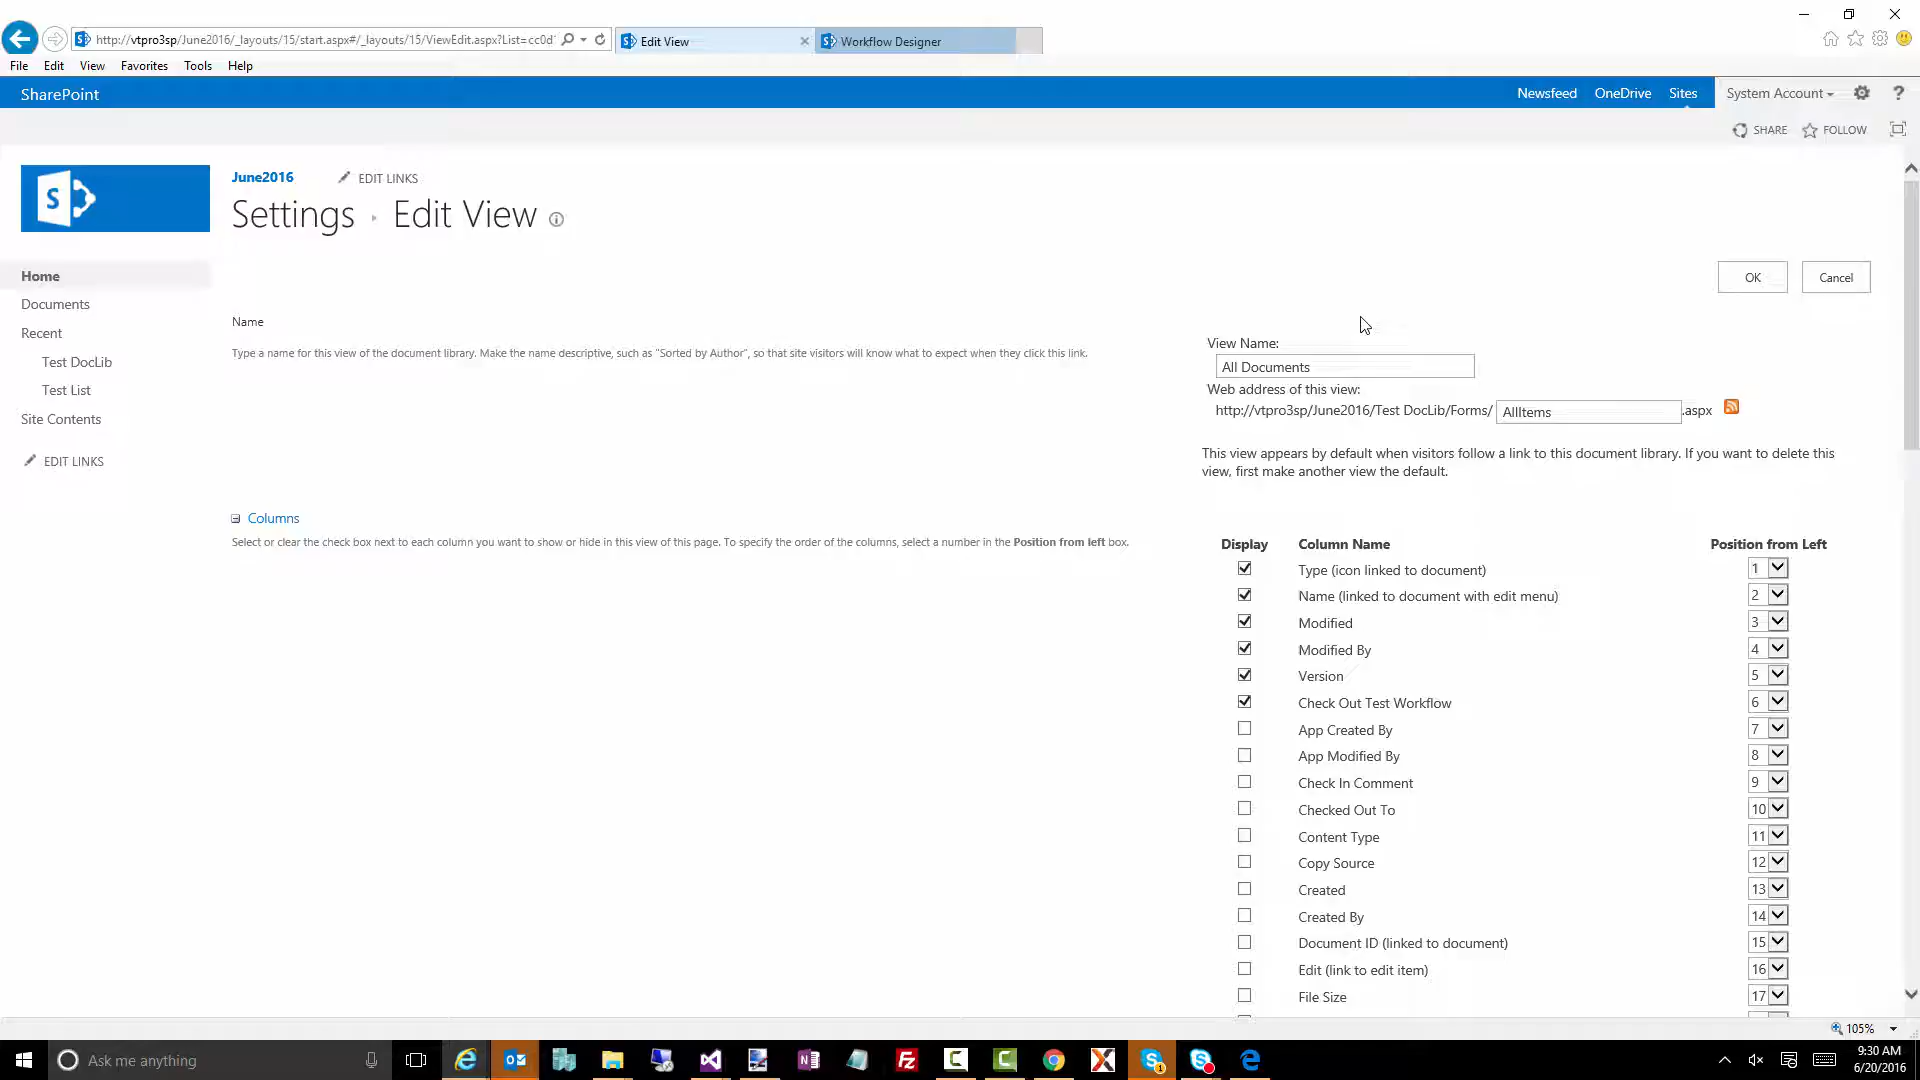 http://vtpro3sp/June2016/_layouts/15/start.aspx#/_layouts/15/ViewEdit.aspx?List=cc0d
Edit View
Workflow Designer
File Edit View Favorites Tools Help
SharePoint
Newsfeed OneDrive Sites System Account ?
SHARE FOLLOW
S
June2016 EDIT LINKS
Settings Edit View
Home
Documents
Recent
Test DocLib
Test List
Site Contents
EDIT LINKS
OK Cancel
Name
Type a name for this view of the document library. Make the name descriptive, such as "Sorted by Author", so that site visitors will know what to expect when they click this link.
View Name:
All Documents
Web address of this view:
http://vtpro3sp/June2016/Test DocLib/Forms/ AllItems .aspx
This view appears by default when visitors follow a link to this document library. If you want to delete this
view, first make another view the default.
Columns
Select or clear the check box next to each column you want to show or hide in this view of this page. To specify the order of the columns, select a number in the Position from left box.
Display Column Name Position from Left
Type (icon linked to document) 1
Name (linked to document with edit menu) 2
Modified 3
Modified By 4
Version 5
Check Out Test Workflow 6
App Created By 7
App Modified By 8
Check In Comment 9
Checked Out To 10
Content Type 11
Copy Source 12
Created 13
Created By 14
Document ID (linked to document) 15
Edit (link to edit item) 16
File Size 17
105%
Ask me anything
9:30 AM
6/20/2016